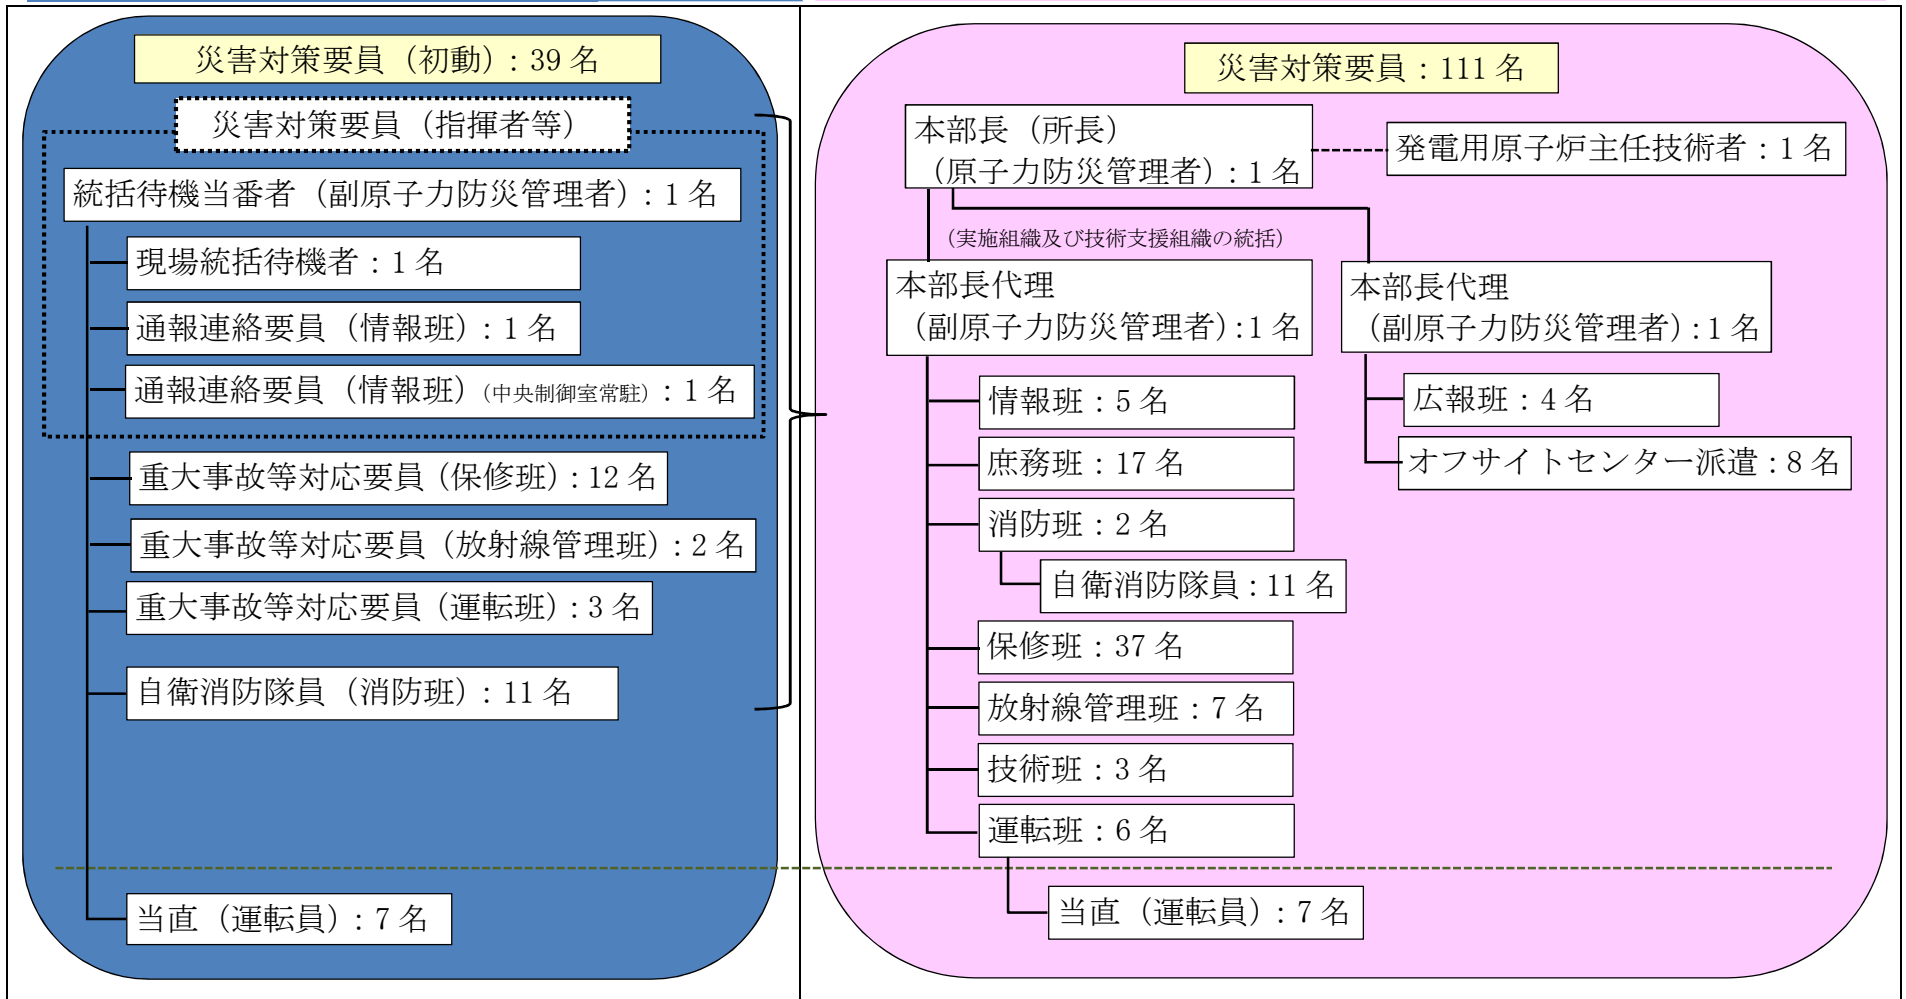 災害対策要員（初動）：39 名
災害対策要員（指揮者等）
統括待機当番者（副原子力防災管理者）：1 名
現場統括待機者：1 名
通報連絡要員（情報班）：1 名
通報連絡要員（情報班）（中央制御室常駐）：1 名
重大事故等対応要員（保修班）：12 名
重大事故等対応要員（放射線管理班）：2 名
重大事故等対応要員（運転班）：3 名
自衛消防隊員（消防班）：11 名
当直（運転員）：7 名
災害対策要員：111 名
本部長（所長）
（原子力防災管理者）：1 名
発電用原子炉主任技術者：1 名
（実施組織及び技術支援組織の統括）
本部長代理
（副原子力防災管理者）：1 名
情報班：5 名
庶務班：17 名
消防班：2 名
自衛消防隊員：11 名
保修班：37 名
放射線管理班：7 名
技術班：3 名
運転班：6 名
当直（運転員）：7 名
本部長代理
（副原子力防災管理者）：1 名
広報班：4 名
オフサイトセンター派遣：8 名